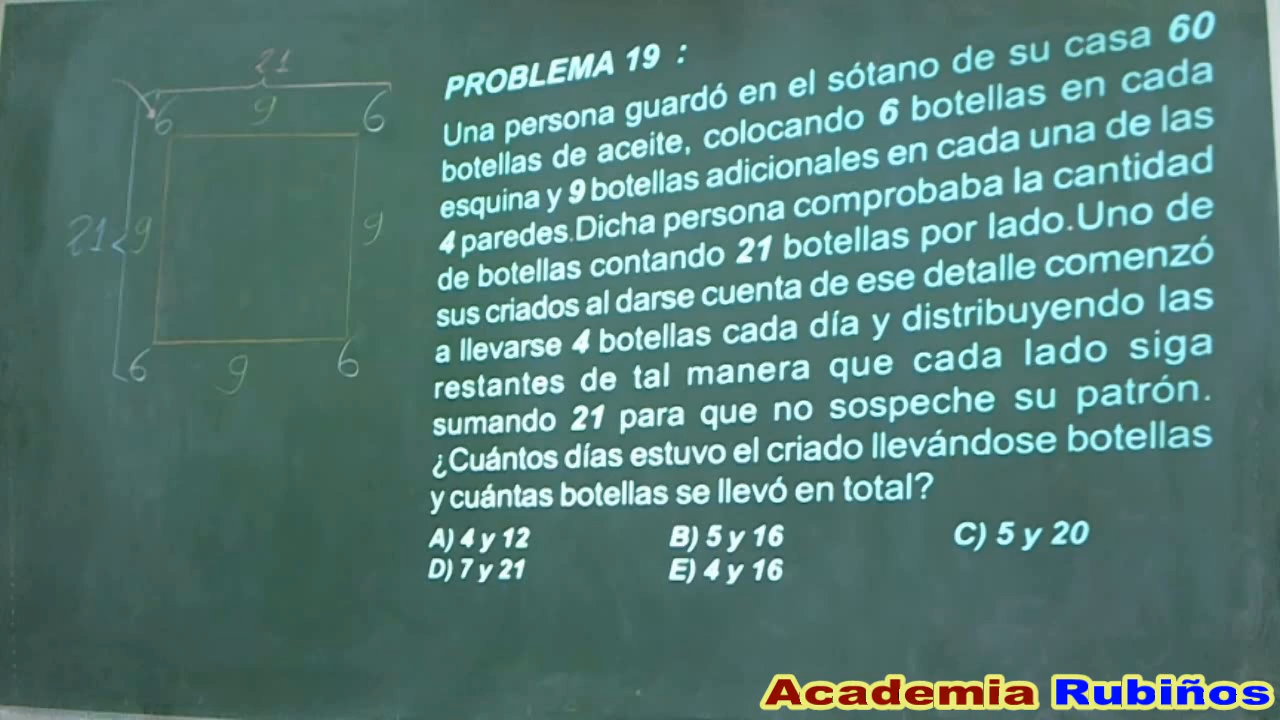 21
6 9 6
21 9 9
6 9 6
PROBLEMA 19 :
Una persona guardó en el sótano de su casa 60
botellas de aceite, colocando 6 botellas en cada
esquina y 9 botellas adicionales en cada una de las
4 paredes.Dicha persona comprobaba la cantidad
de botellas contando 21 botellas por lado.Uno de
sus criados al darse cuenta de ese detalle comenzó
a llevarse 4 botellas cada día y distribuyendo las
restantes de tal manera que cada lado siga
sumando 21 para que no sospeche su patrón.
¿Cuántos días estuvo el criado llevándose botellas
y cuántas botellas se llevó en total?
A) 4 y 12 B) 5 y 16 C) 5 y 20
D) 7 y 21 E) 4 y 16
Academia Rubiños